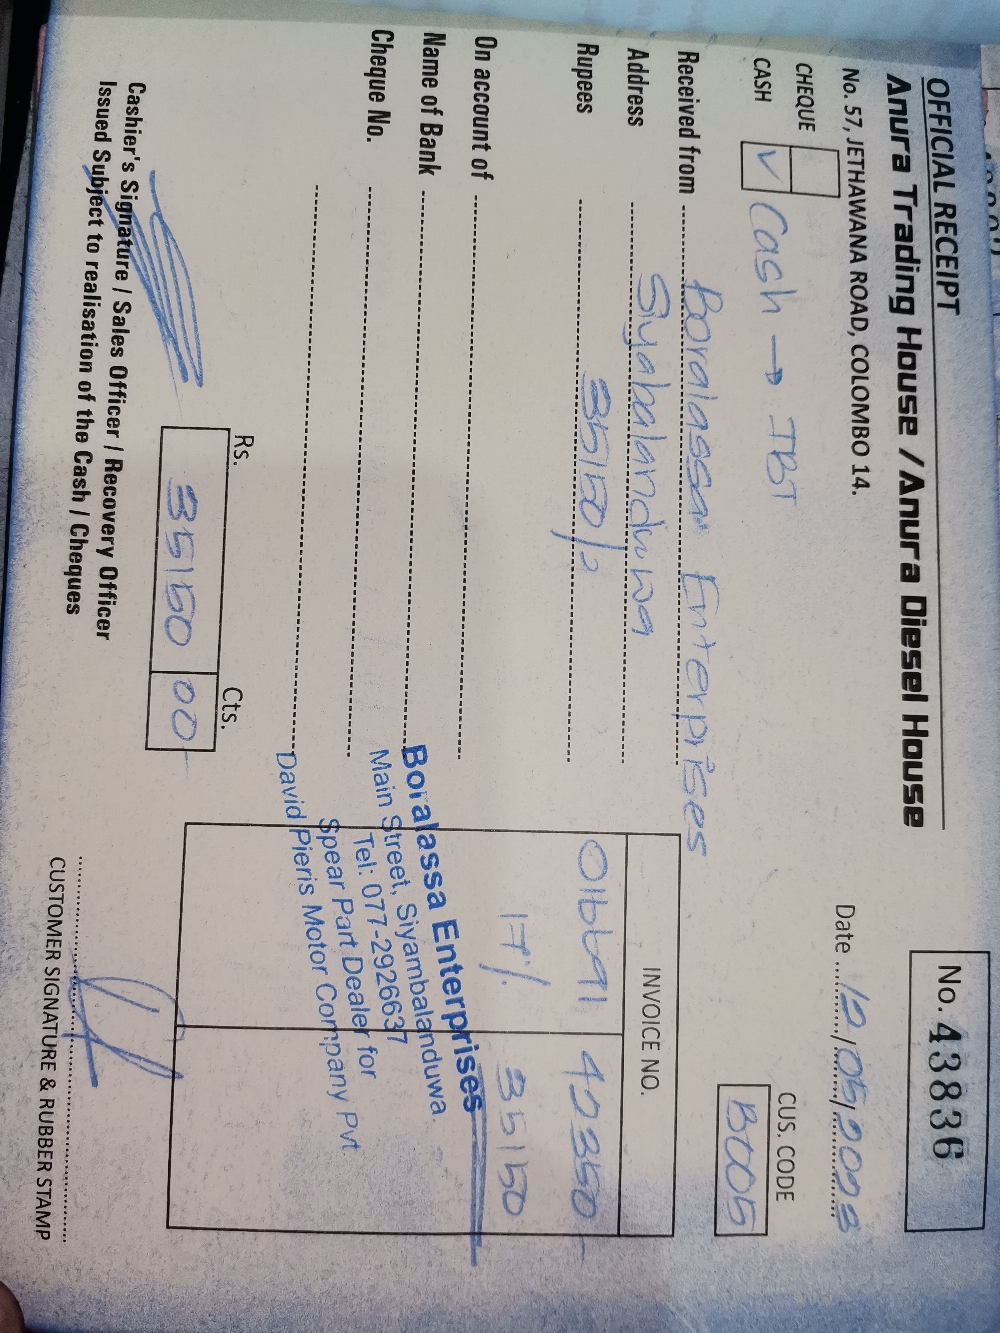 OFFICIAL RECEIPT
Anura Trading House / Anura Diesel House
No. 57, JETHAWANA ROAD, COLOMBO 14.
No. 43836
Date 12/05/2023
CHEQUE
CASH V Cash → IBT
CUS. CODE
B005
Received from Boralassa Enterprises
Address Siyabalanduwa
Rupees 35150/=
On account of
Name of Bank
Cheque No.
INVOICE NO.
01691 42350
17% 35150
Boralassa Enterprises
Main Street, Siyambalanduwa.
Tel: 077-2926637
Spear Part Dealer for
David Pieris Motor Company Pvt
Rs. Cts.
35150 00
Cashier's Signature / Sales Officer / Recovery Officer
Issued Subject to realisation of the Cash / Cheques
CUSTOMER SIGNATURE & RUBBER STAMP